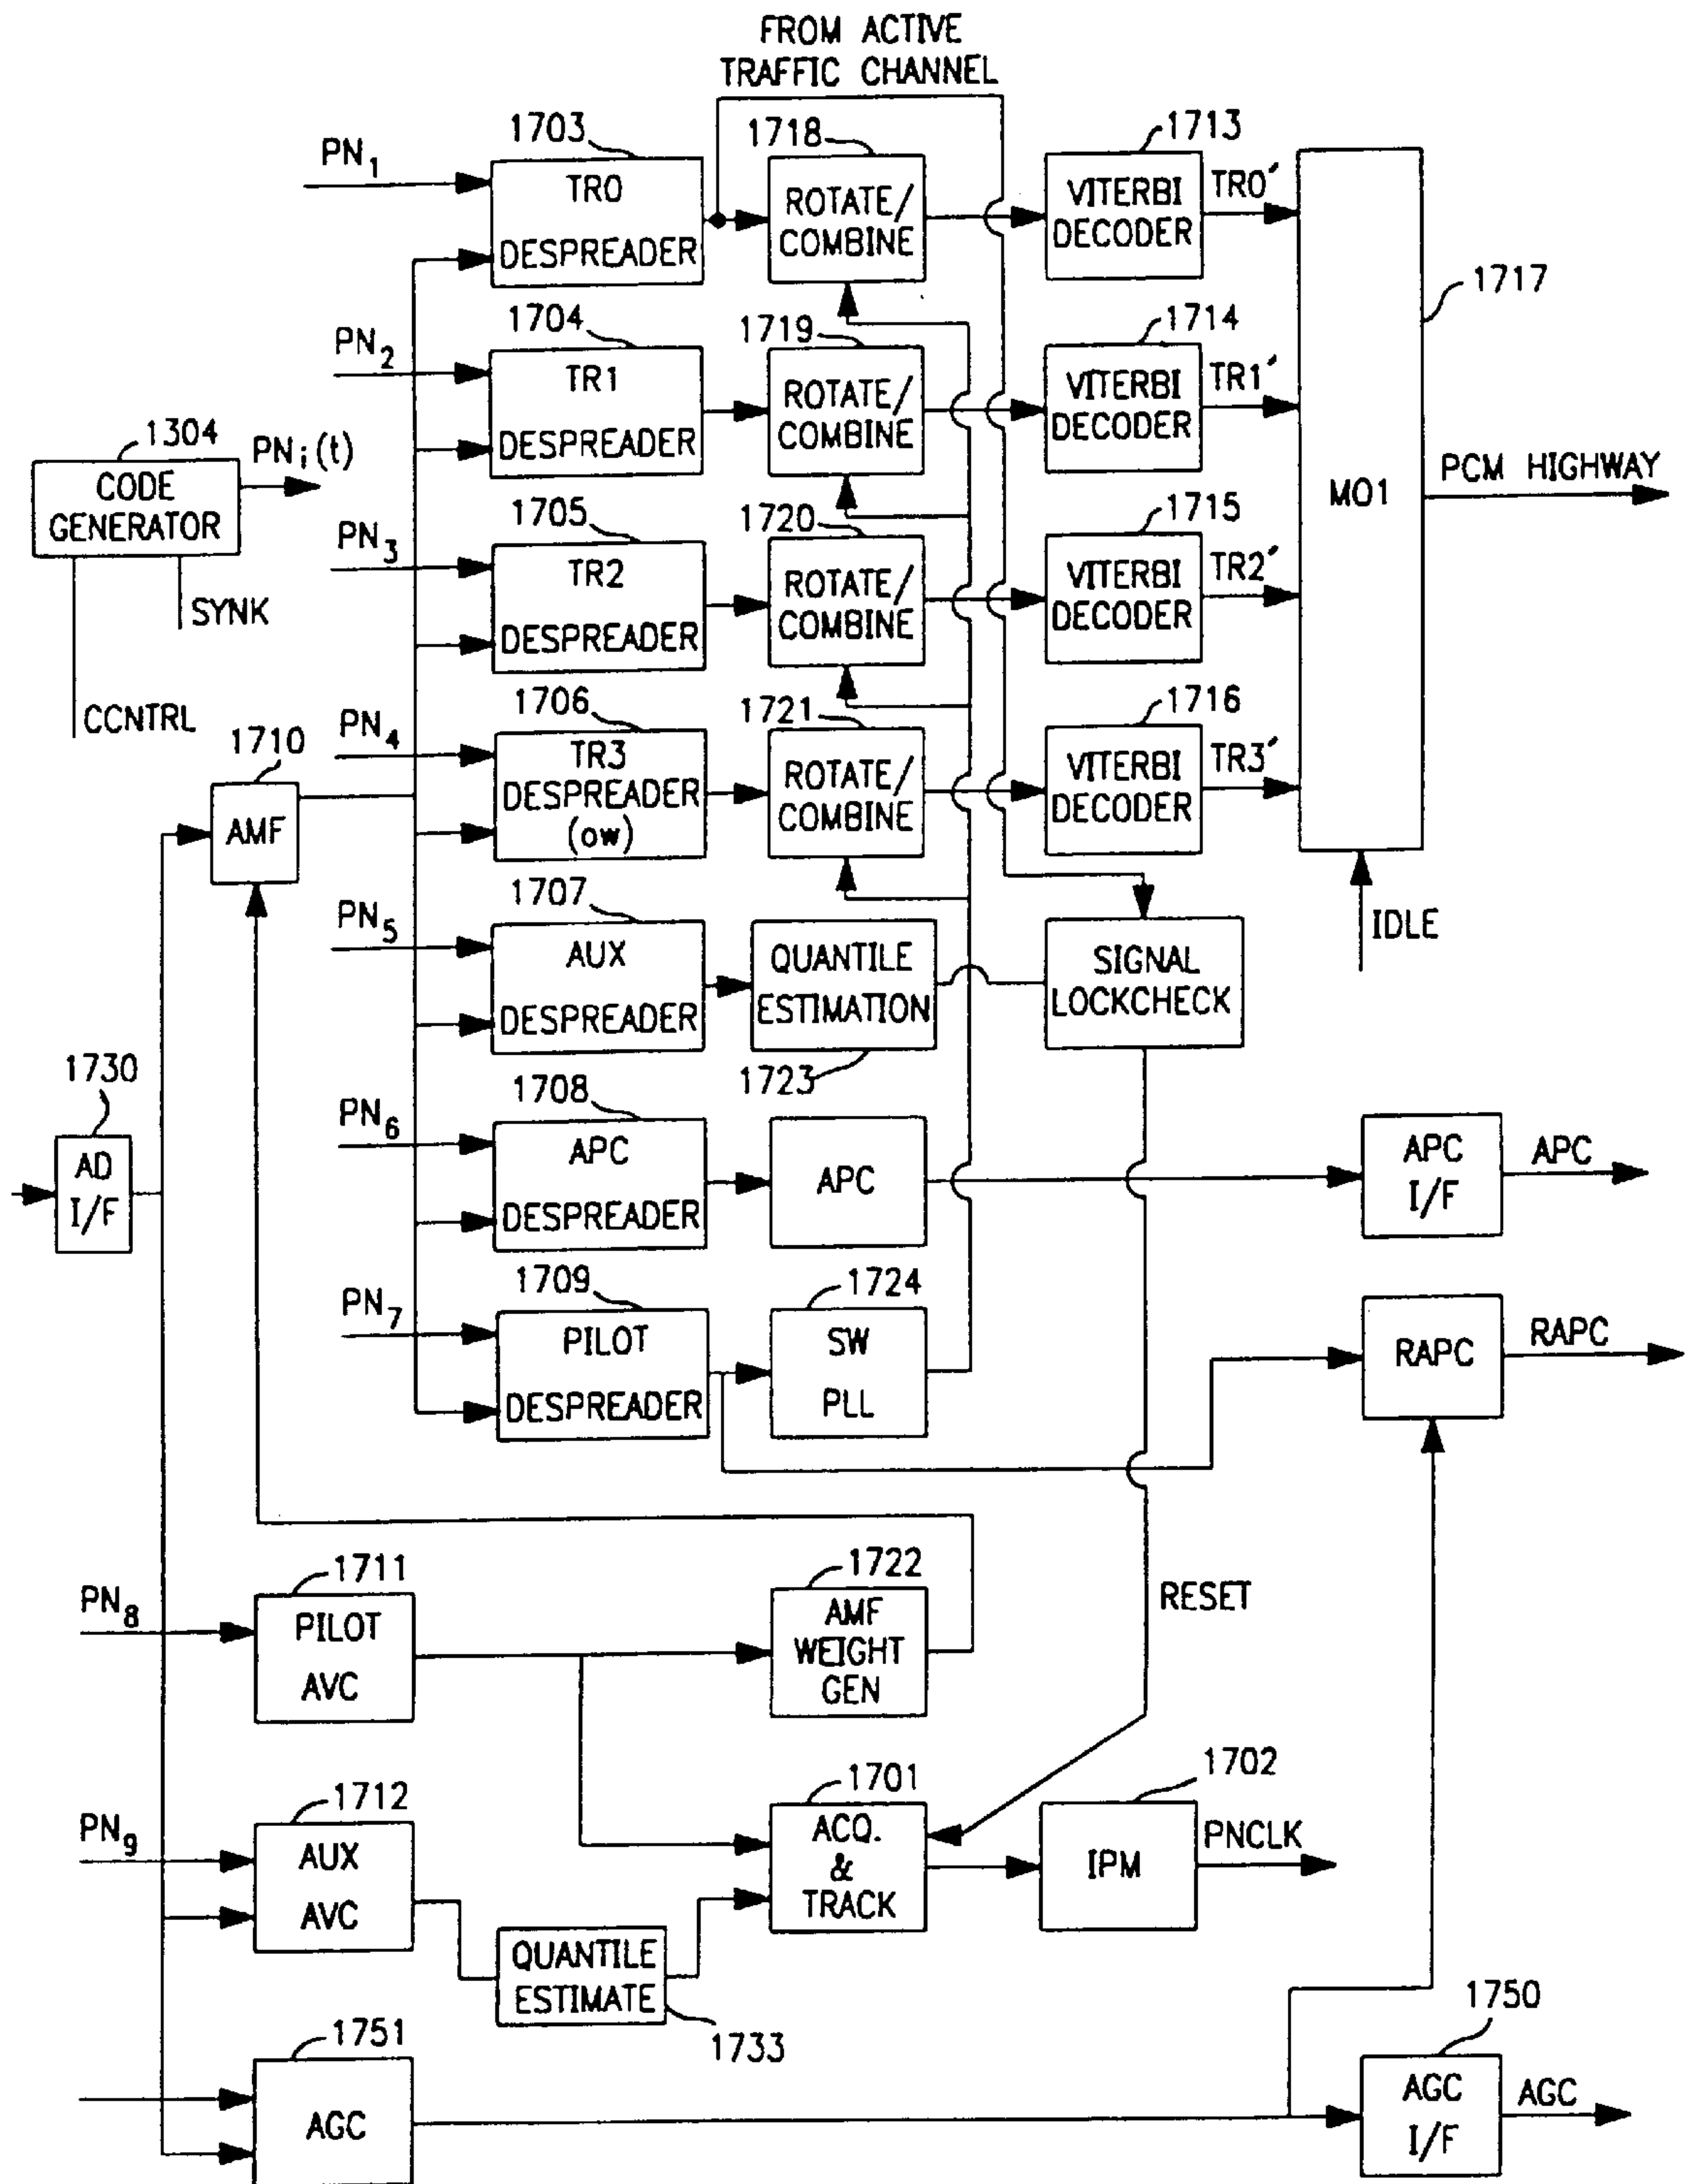 FROM ACTIVE
TRAFFIC CHANNEL
1703
1718
1713
PN1
TR0
DESPREADER
ROTATE/
COMBINE
VITERBI
DECODER
TR0′
1717
1704
1719
1714
PN2
TR1
DESPREADER
ROTATE/
COMBINE
VITERBI
DECODER
TR1′
1304
PNi(t)
CODE
GENERATOR
SYNK
CCNTRL
M01
PCM HIGHWAY
1705
1720
1715
PN3
TR2
DESPREADER
ROTATE/
COMBINE
VITERBI
DECODER
TR2′
1706
1721
1716
PN4
TR3
DESPREADER
(ow)
ROTATE/
COMBINE
VITERBI
DECODER
TR3′
1710
AMF
IDLE
1707
PN5
AUX
DESPREADER
QUANTILE
ESTIMATION
1723
SIGNAL
LOCKCHECK
1730
AD
I/F
1708
PN6
APC
DESPREADER
APC
APC
I/F
APC
1709
1724
PN7
PILOT
DESPREADER
SW
PLL
RAPC
RAPC
1711
1722
PN8
PILOT
AVC
AMF
WEIGHT
GEN
RESET
1712
1701
1702
PN9
AUX
AVC
ACQ.
&
TRACK
IPM
PNCLK
QUANTILE
ESTIMATE
1733
1751
AGC
1750
AGC
I/F
AGC